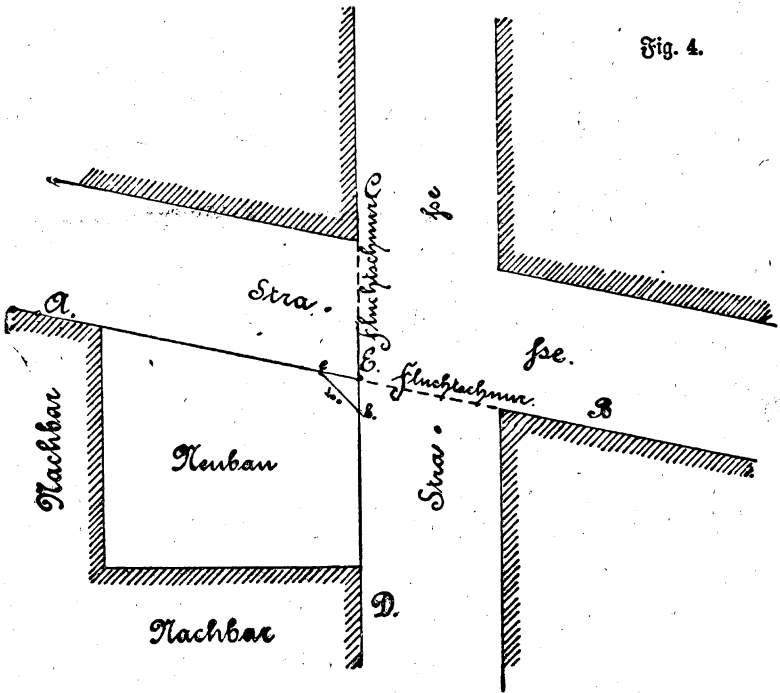 Fig. 4.
C
Fluchtschnur
Stra
ße
A.
E.
e
b.
Fluchtschnur.
ße.
B
Nachbar
Neubau
Stra
D.
Nachbar